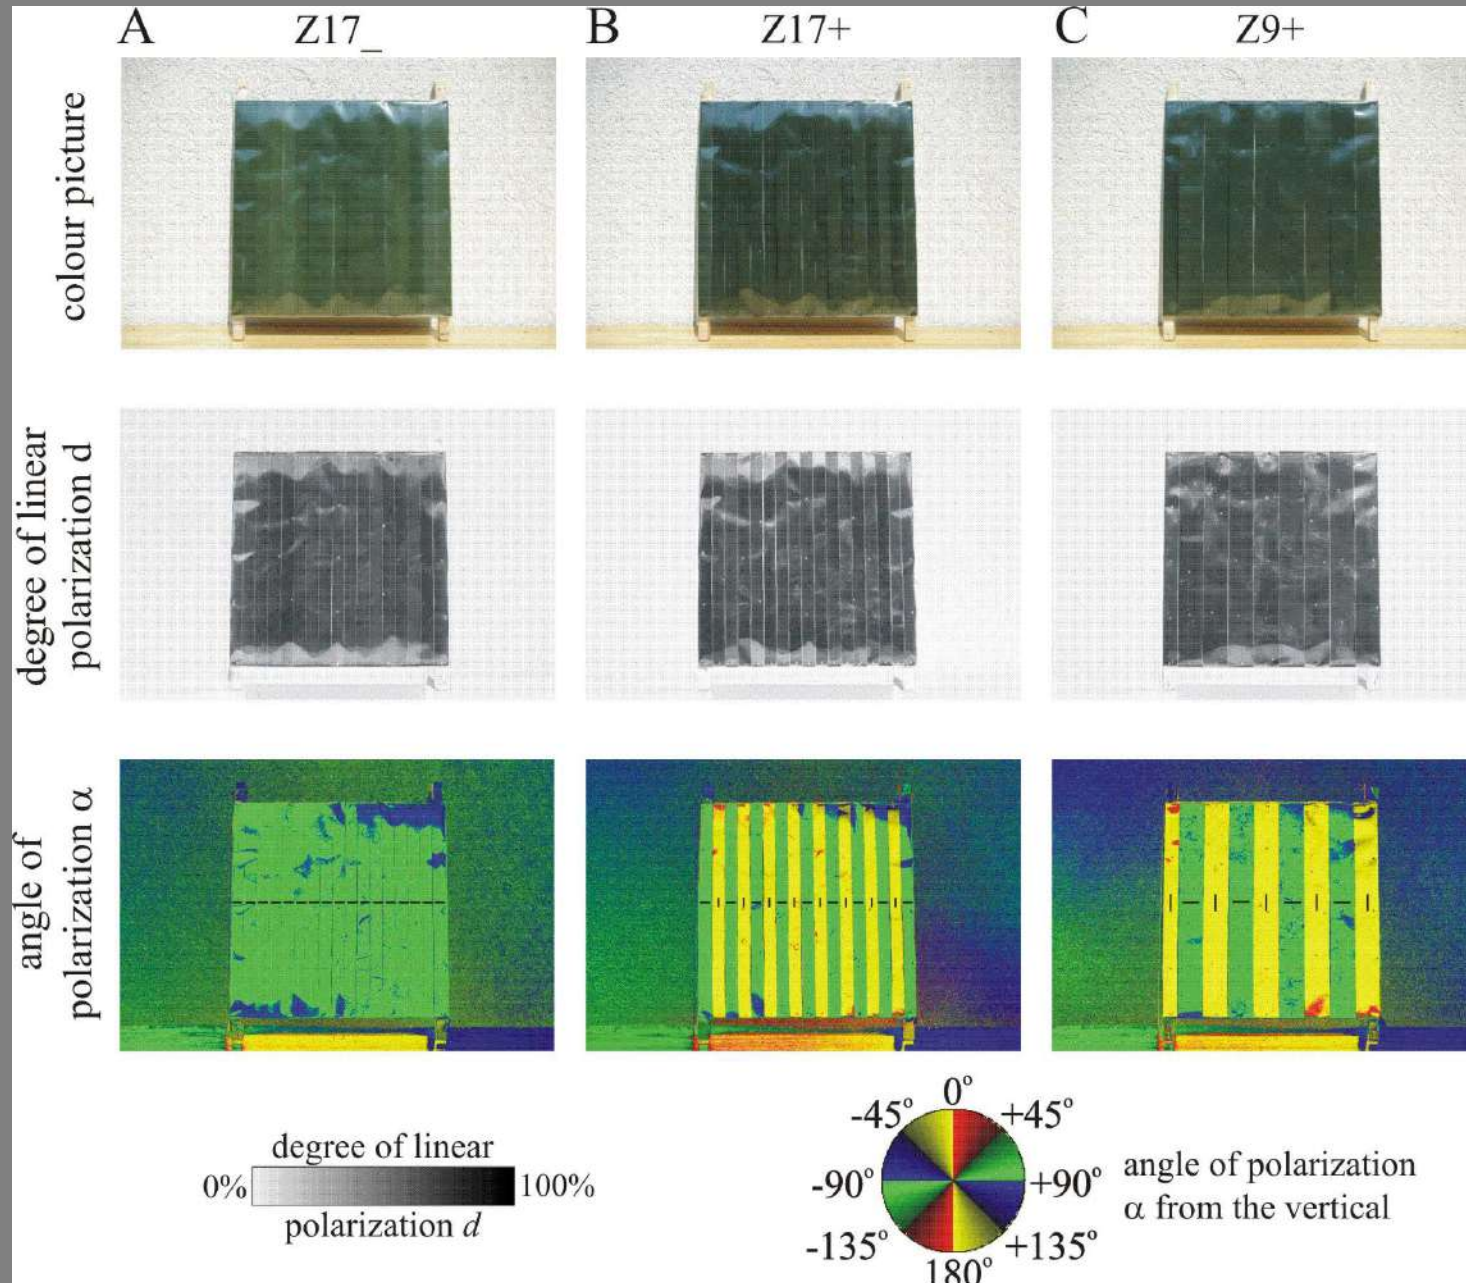 A Z17_ B Z17+ C Z9+
colour picture
degree of linear
polarization d
angle of
polarization α
degree of linear
0% 100%
polarization d
0°
-45° +45°
-90° +90°
-135° +135°
180°
angle of polarization
α from the vertical